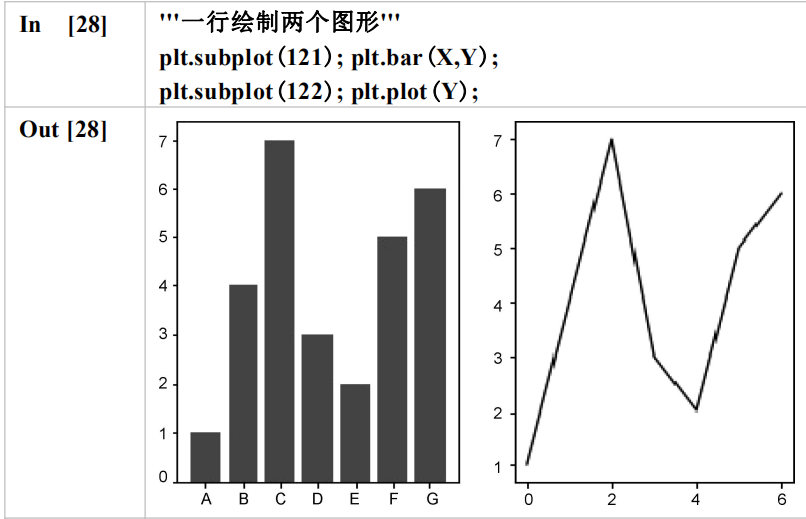 In [28]
'''一行绘制两个图形'''
plt.subplot(121); plt.bar(X,Y);
plt.subplot(122); plt.plot(Y);
Out [28]
7
6
5
4
3
2
1
0
A B C D E F G
7
6
5
4
3
2
1
0 2 4 6